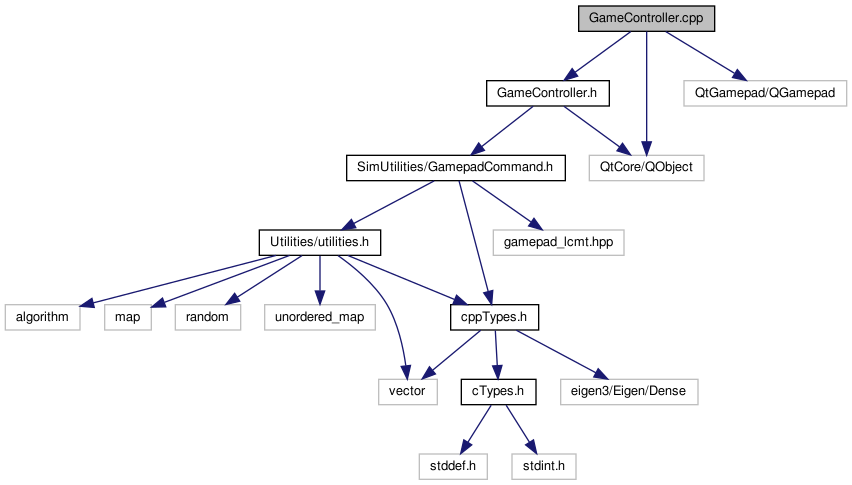 GameController.cpp
GameController.h
QtGamepad/QGamepad
SimUtilities/GamepadCommand.h
QtCore/QObject
Utilities/utilities.h
gamepad_lcmt.hpp
algorithm
map
random
unordered_map
cppTypes.h
vector
cTypes.h
eigen3/Eigen/Dense
stddef.h
stdint.h